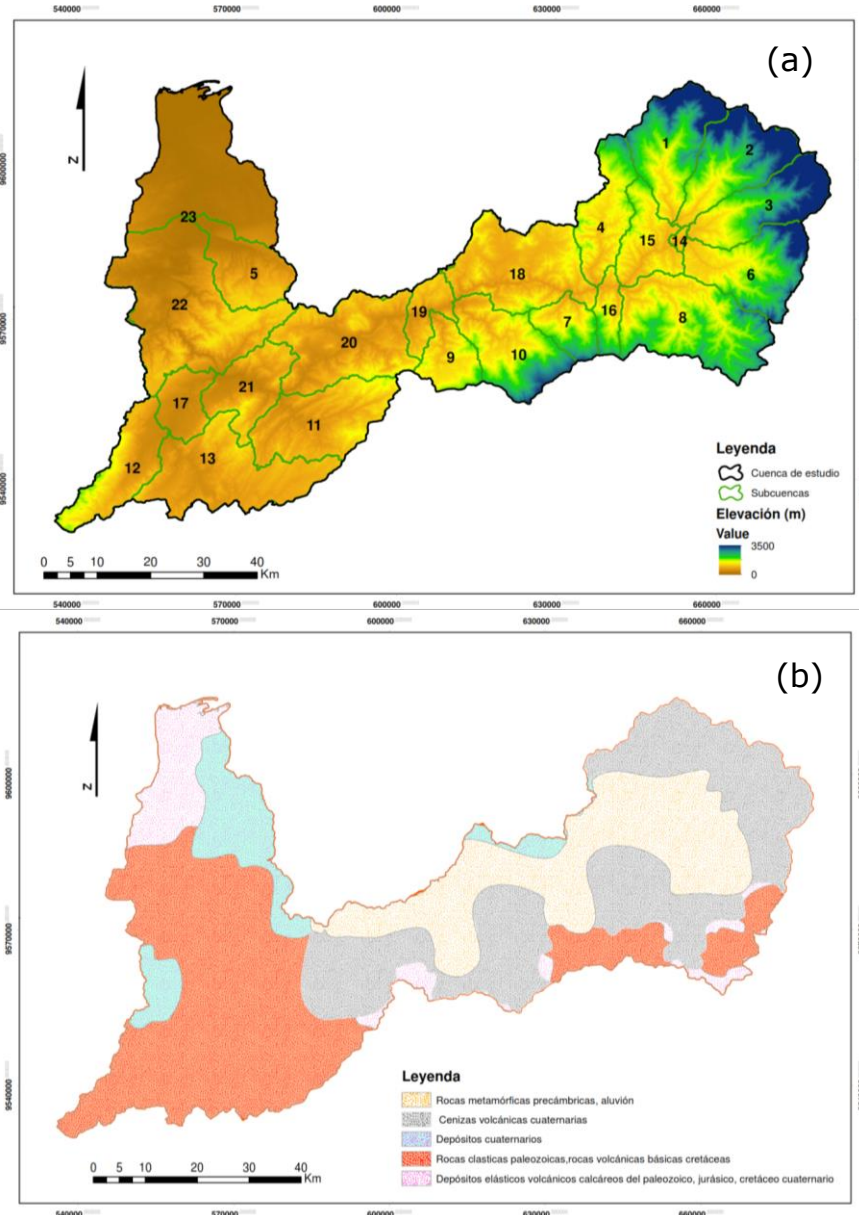 540000 570000 600000 630000 660000
(a)
N
9600000
9570000
9540000
1
2
3
4
15 14
23
5
6
18
22
19
16
7
8
20
9
10
21
17
11
13
12
Leyenda
Cuenca de estudio
Subcuencas
Elevación (m)
Value
3500
0
0 5 10 20 30 40
Km
540000 570000 600000 630000 660000
540000 570000 600000 630000 660000
(b)
N
9600000
9570000
9540000
Leyenda
Rocas metamórficas precámbricas, aluvión
Cenizas volcánicas cuaternarias
Depósitos cuaternarios
Rocas clasticas paleozoicas,rocas volcánicas básicas cretáceas
Depósitos elásticos volcánicos calcáreos del paleozoico, jurásico, cretáceo cuaternario
0 5 10 20 30 40
Km
540000 570000 600000 630000 660000